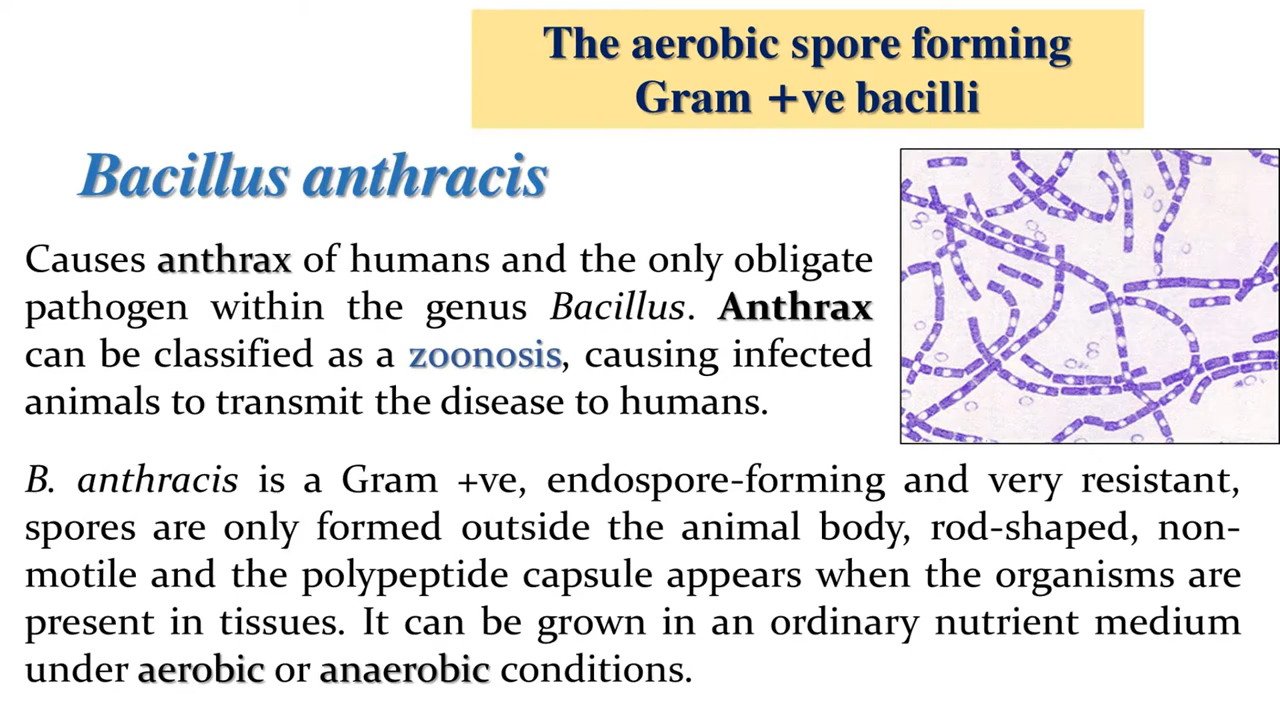 The aerobic spore forming
Gram +ve bacilli
Bacillus anthracis
Causes anthrax of humans and the only obligate
pathogen within the genus Bacillus. Anthrax
can be classified as a zoonosis, causing infected
animals to transmit the disease to humans.
B. anthracis is a Gram +ve, endospore-forming and very resistant,
spores are only formed outside the animal body, rod-shaped, non-
motile and the polypeptide capsule appears when the organisms are
present in tissues. It can be grown in an ordinary nutrient medium
under aerobic or anaerobic conditions.